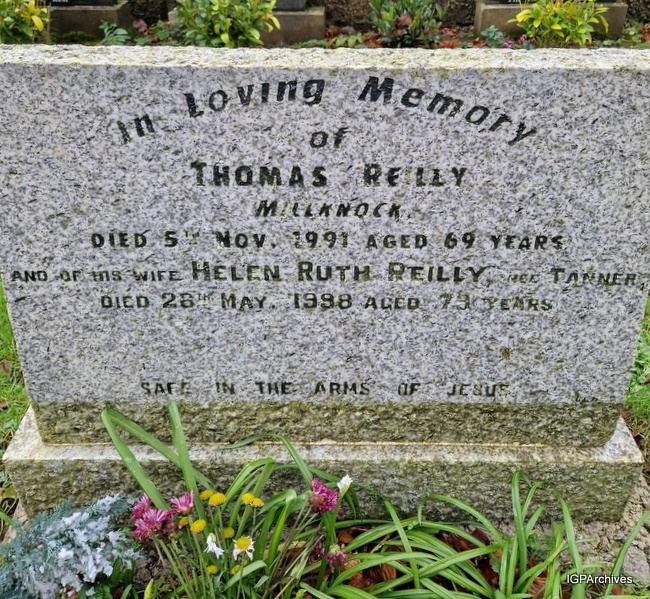 In Loving Memory
of
THOMAS REILLY
MILLKNOCK.
DIED 5TH NOV. 1991 AGED 69 YEARS
AND OF HIS WIFE HELEN RUTH REILLY, NEE TANNER,
DIED 28TH MAY. 1998 AGED 79 YEARS
SAFE IN THE ARMS OF JESUS
IGPArchives